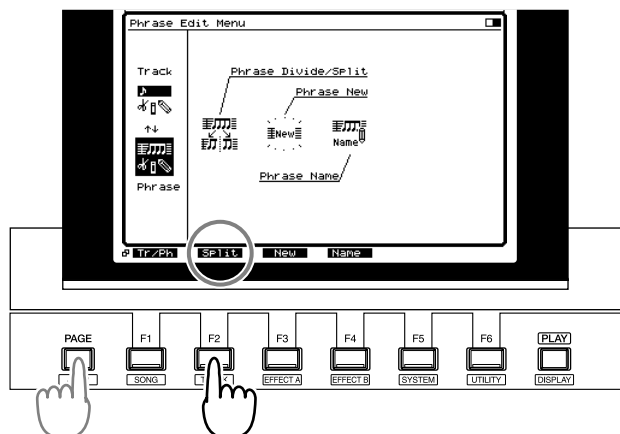 Phrase Edit Menu
Track
Phrase Divide/Split
Phrase New
New
Name
Phrase Name
Phrase
Tr/Ph Split New Name
PAGE F1 F2 F3 F4 F5 F6 PLAY
SONG EFFECT A EFFECT B SYSTEM UTILITY DISPLAY